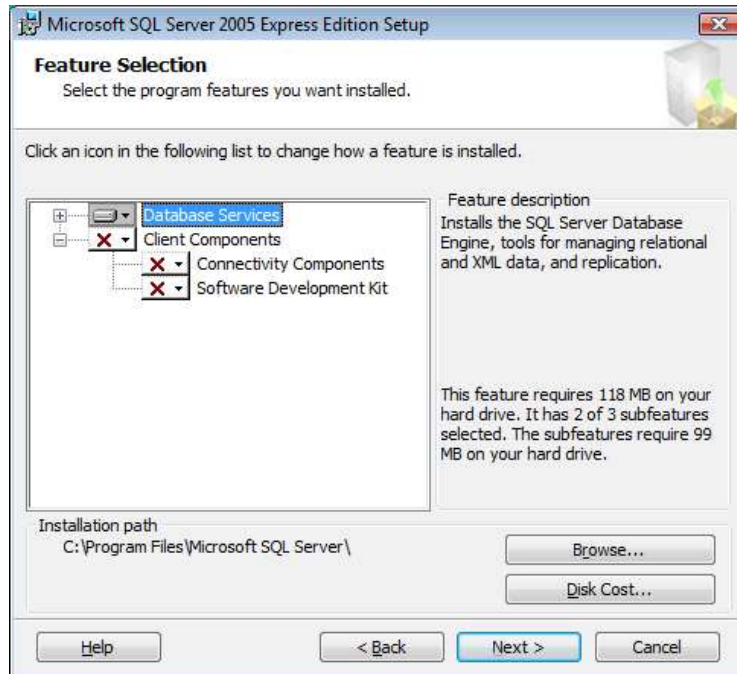 Microsoft SQL Server 2005 Express Edition Setup
Feature Selection
Select the program features you want installed.
Click an icon in the following list to change how a feature is installed.
Database Services
Client Components
Connectivity Components
Software Development Kit
Feature description
Installs the SQL Server Database
Engine, tools for managing relational
and XML data, and replication.
This feature requires 118 MB on your
hard drive. It has 2 of 3 subfeatures
selected. The subfeatures require 99
MB on your hard drive.
Installation path
C:\Program Files\Microsoft SQL Server\
Browse...
Disk Cost...
Help
< Back
Next >
Cancel